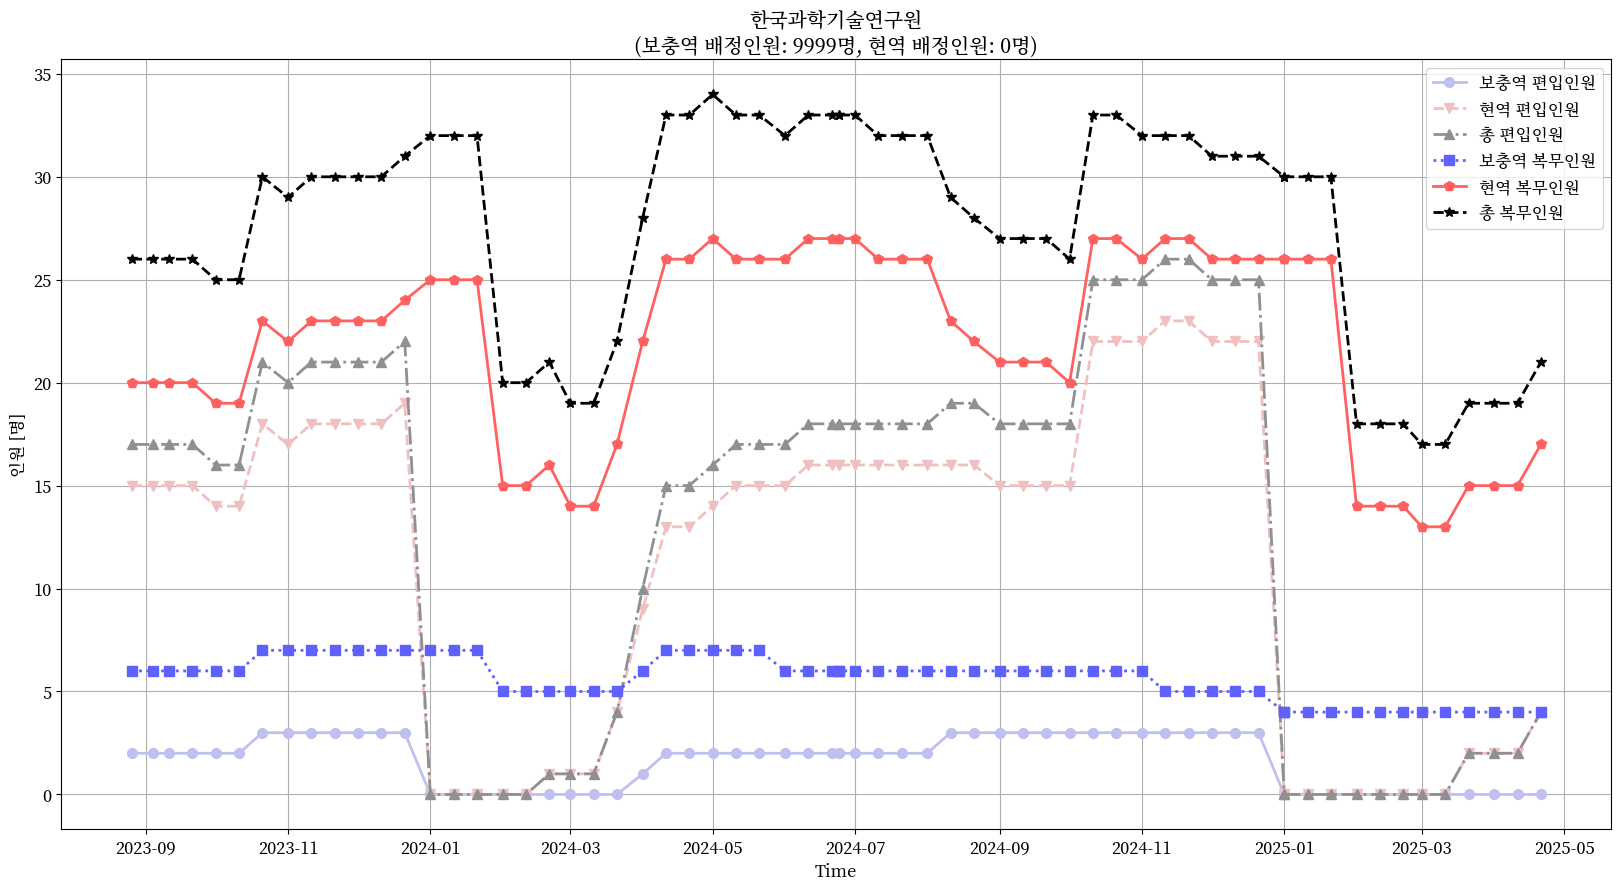 한국과학기술연구원
(보충역 배정인원: 9999명, 현역 배정인원: 0명)
보충역 편입인원
현역 편입인원
총 편입인원
보충역 복무인원
현역 복무인원
총 복무인원
인원 [명]
35
30
25
20
15
10
5
0
2023-09 2023-11 2024-01 2024-03 2024-05 2024-07 2024-09 2024-11 2025-01 2025-03 2025-05
Time